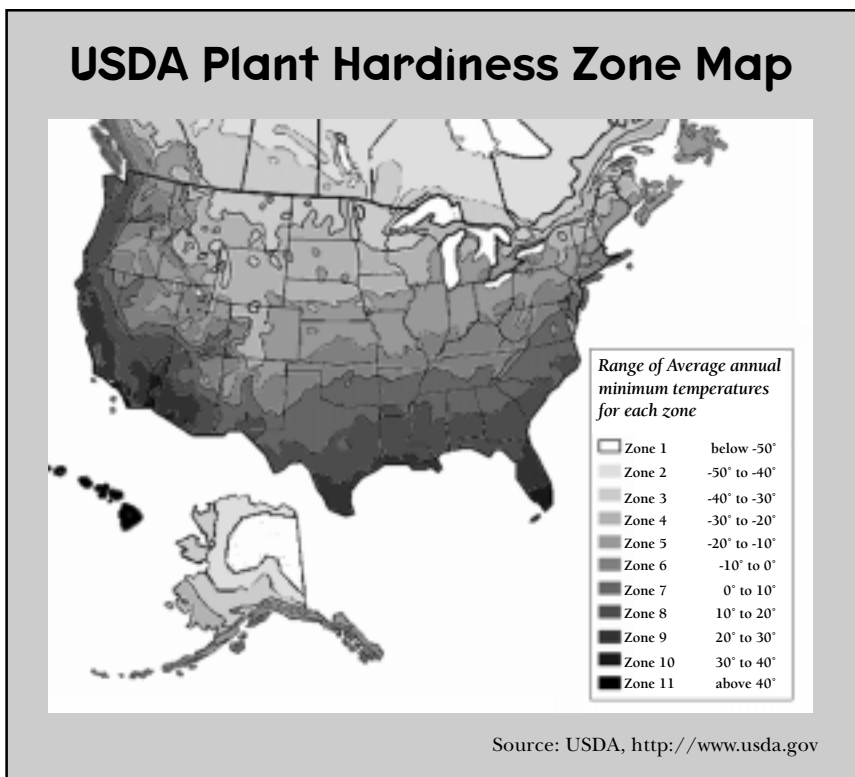 USDA Plant Hardiness Zone Map
Range of Average annual
minimum temperatures
for each zone
Zone 1 below -50°
Zone 2 -50° to -40°
Zone 3 -40° to -30°
Zone 4 -30° to -20°
Zone 5 -20° to -10°
Zone 6 -10° to 0°
Zone 7 0° to 10°
Zone 8 10° to 20°
Zone 9 20° to 30°
Zone 10 30° to 40°
Zone 11 above 40°
Source: USDA, http://www.usda.gov